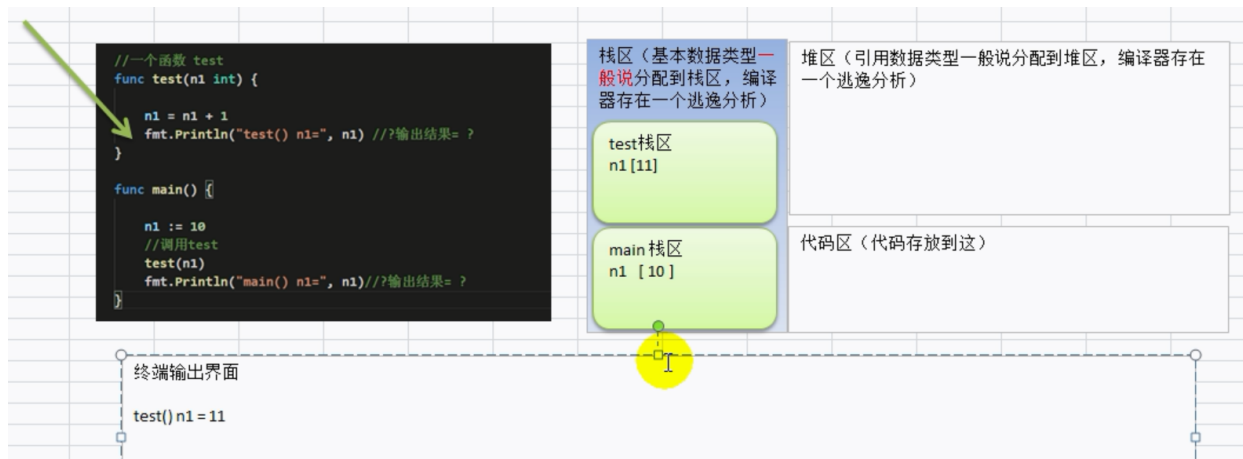 //一个函数 test
func test(n1 int) {
n1 = n1 + 1
fmt.Println("test() n1=", n1) //?输出结果= ?
}
func main() {
n1 := 10
//调用test
test(n1)
fmt.Println("main() n1=", n1)//?输出结果= ?
}
栈区（基本数据类型一
般说分配到栈区，编译
器存在一个逃逸分析）
test栈区
n1 [11]
main 栈区
n1 [ 10 ]
堆区（引用数据类型一般说分配到堆区，编译器存在
一个逃逸分析）
代码区（代码存放到这）
终端输出界面
test() n1 = 11